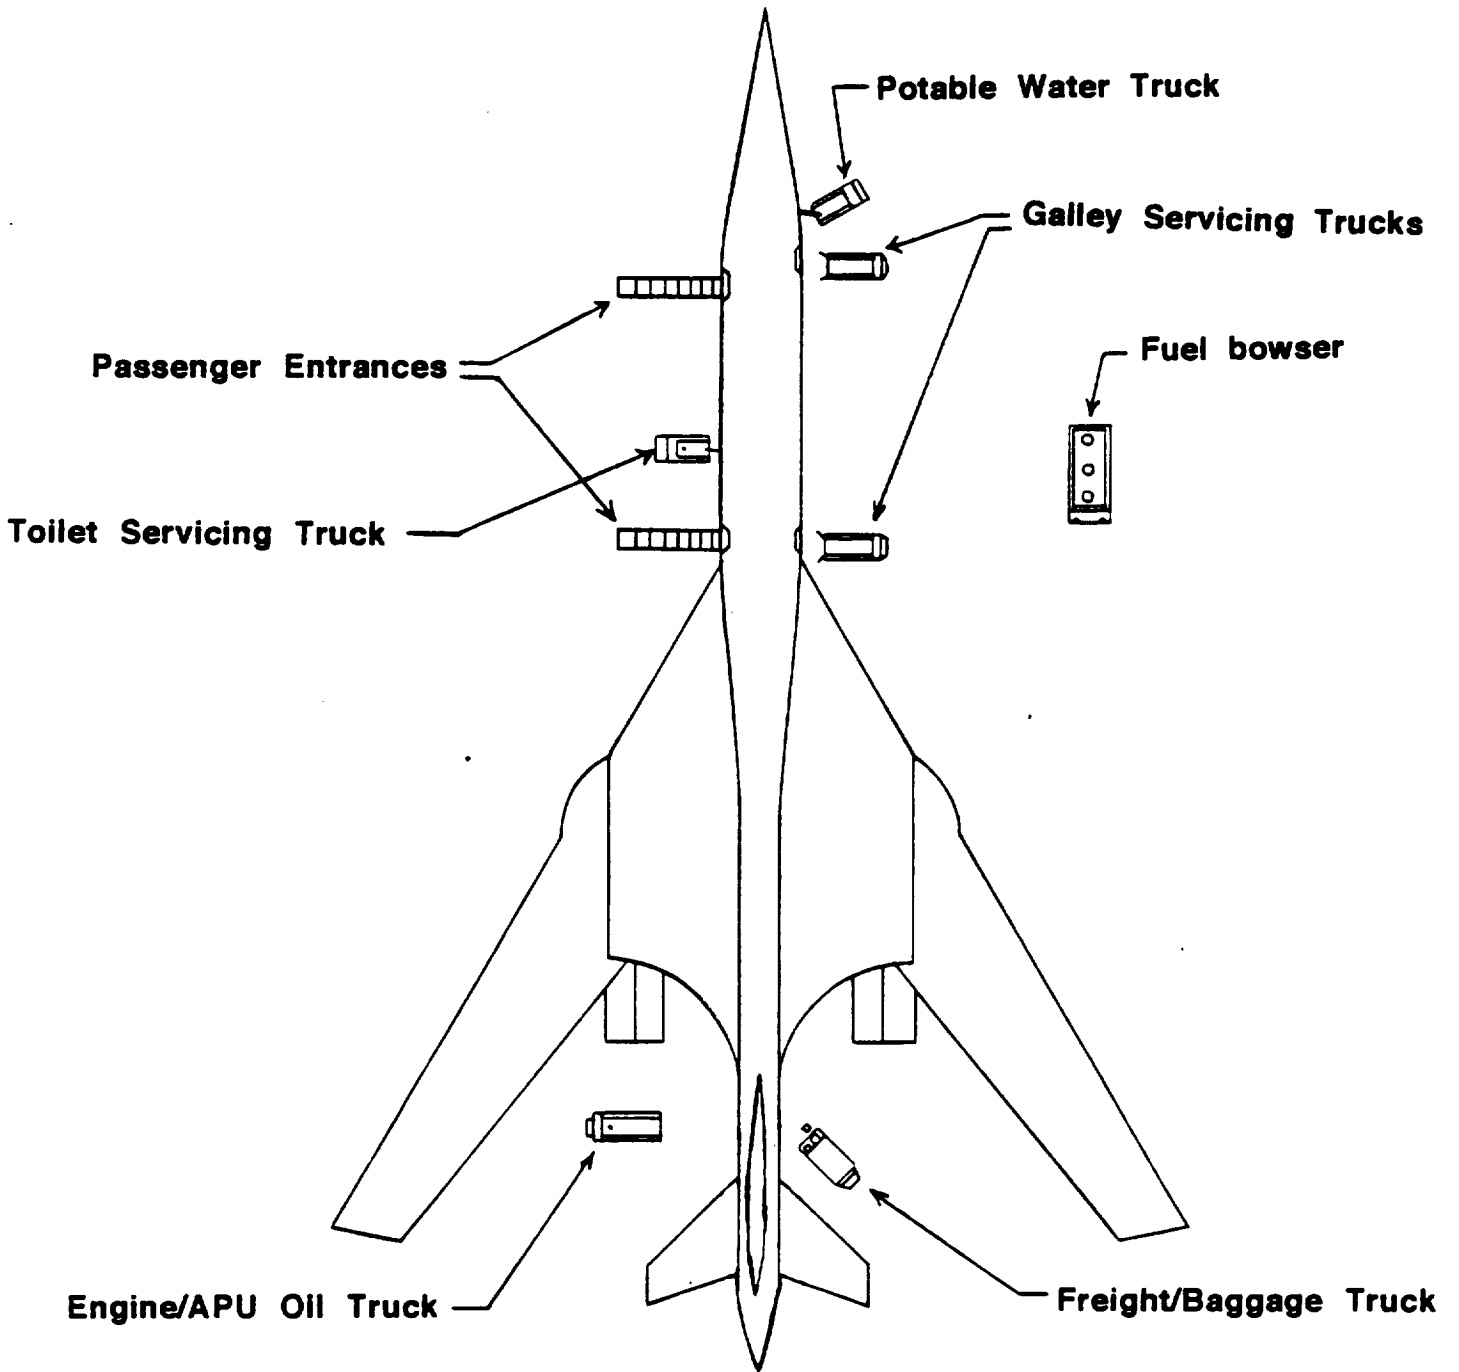 Potable Water Truck
Galley Servicing Trucks
Fuel bowser
Passenger Entrances
Toilet Servicing Truck
Engine/APU Oil Truck
Freight/Baggage Truck